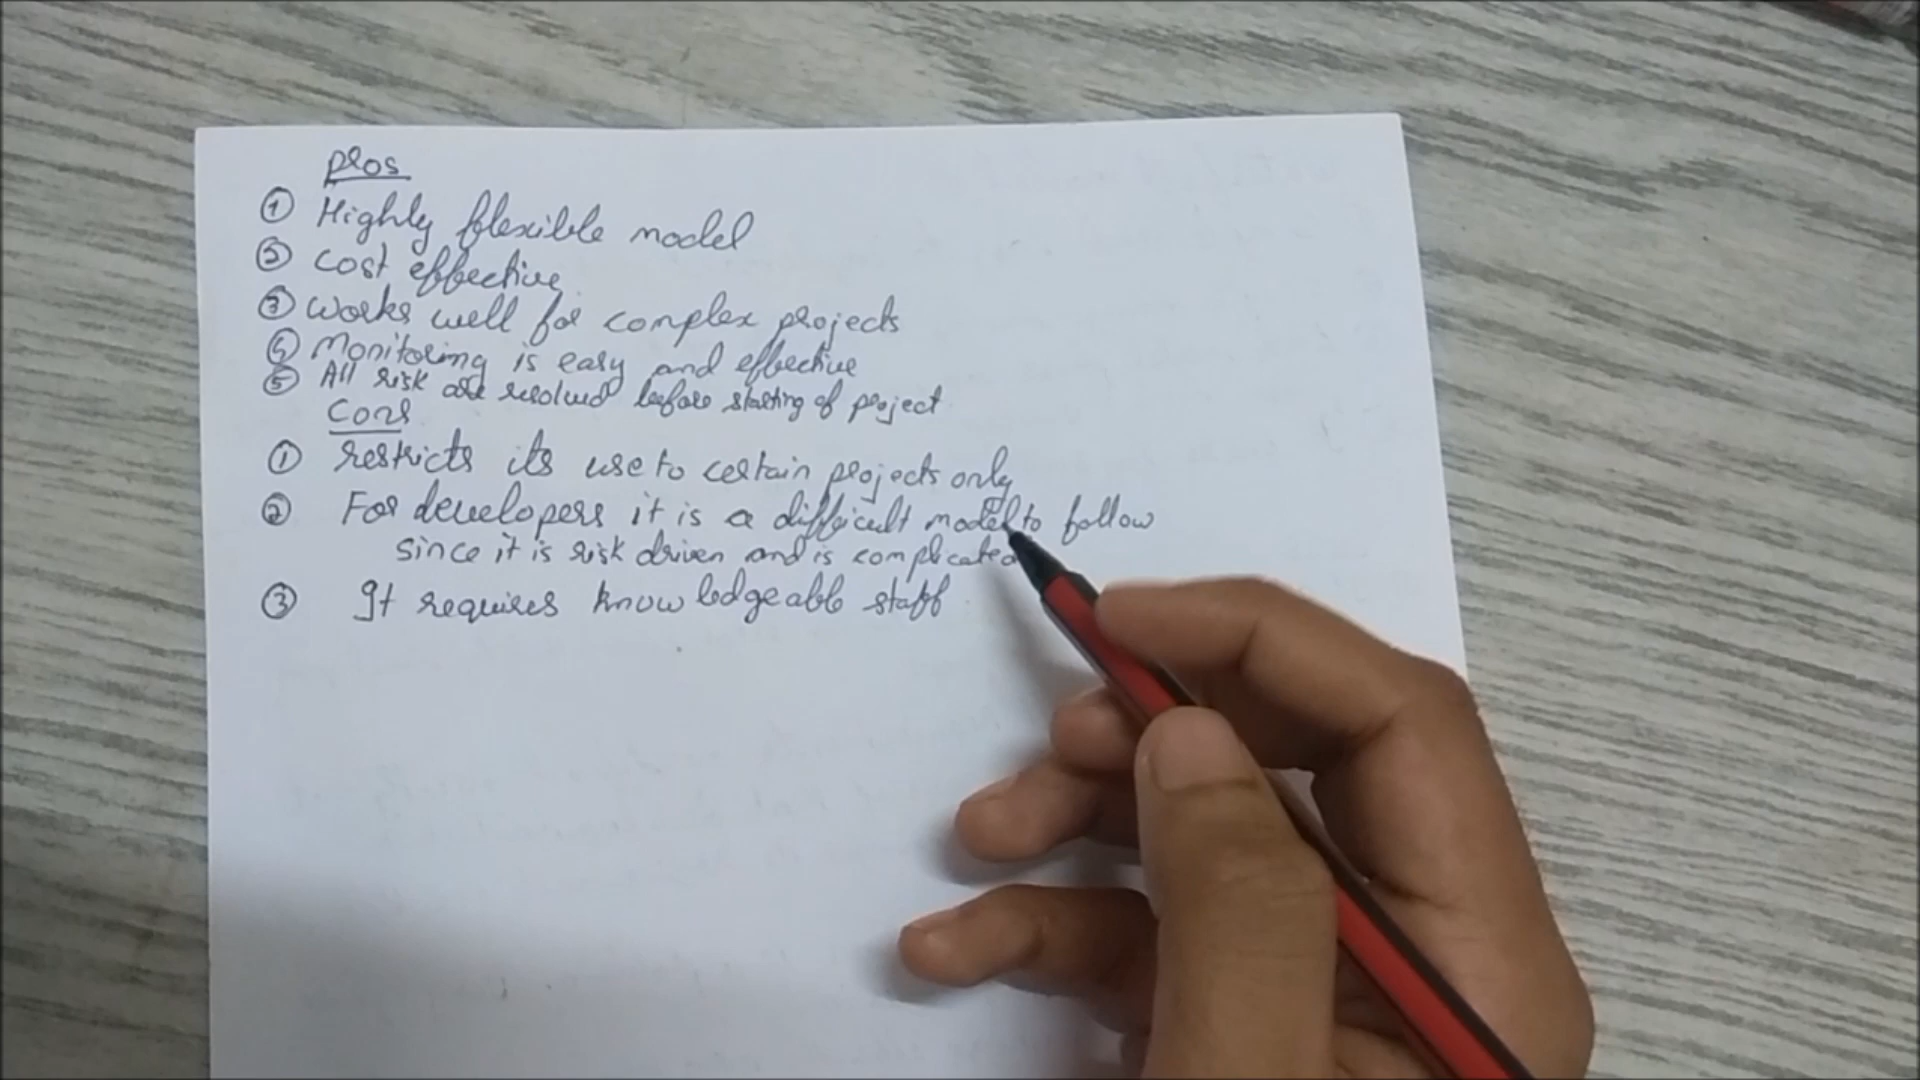 Pros
① Highly flexible model
② cost effective
③ works well for complex projects
④ Monitoring is easy and effective
⑤ All risk are resolved before starting of project
Cons
① restricts its use to certain projects only
② For developers it is a difficult model to follow
since it is risk driven and is complicated
③ It requires knowledgeable staff